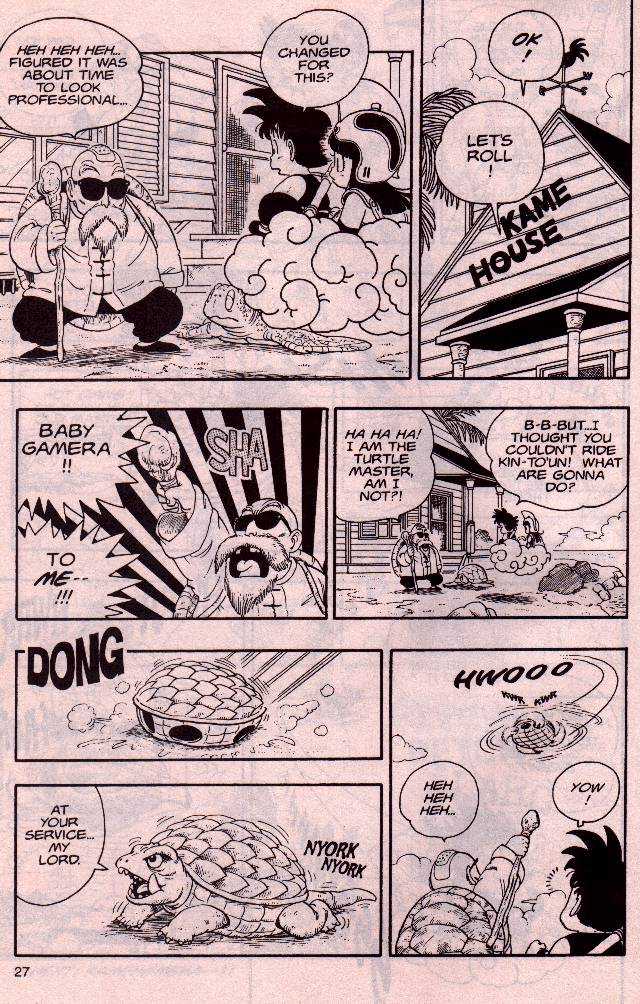 OK
!
LET'S
ROLL
!
KAME
HOUSE
YOU
CHANGED
FOR
THIS?
HEH HEH HEH...
FIGURED IT WAS
ABOUT TIME
TO LOOK
PROFESSIONAL...
B-B-BUT...I
THOUGHT YOU
COULDN'T RIDE
KIN-TO'UN! WHAT
ARE GONNA
DO?
HA HA HA!
I AM THE
TURTLE
MASTER,
AM I
NOT?!
SHA
BABY
GAMERA
!!
TO
ME--
!!!
HWOOO
KWR KWR
YOW
!
HEH
HEH
HEH...
DONG
NYORK
NYORK
AT
YOUR
SERVICE...
MY
LORD.
27